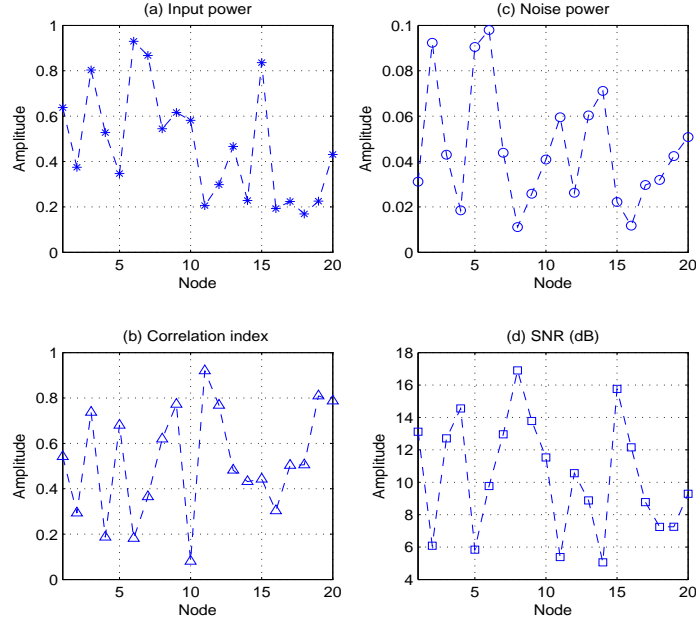 (a) Input power
1
0.8
0.6
0.4
0.2
0
Amplitude
5 10 15 20
Node
(c) Noise power
0.1
0.08
0.06
0.04
0.02
0
Amplitude
5 10 15 20
Node
(b) Correlation index
1
0.8
0.6
0.4
0.2
0
Amplitude
5 10 15 20
Node
(d) SNR (dB)
18
16
14
12
10
8
6
4
Amplitude
5 10 15 20
Node